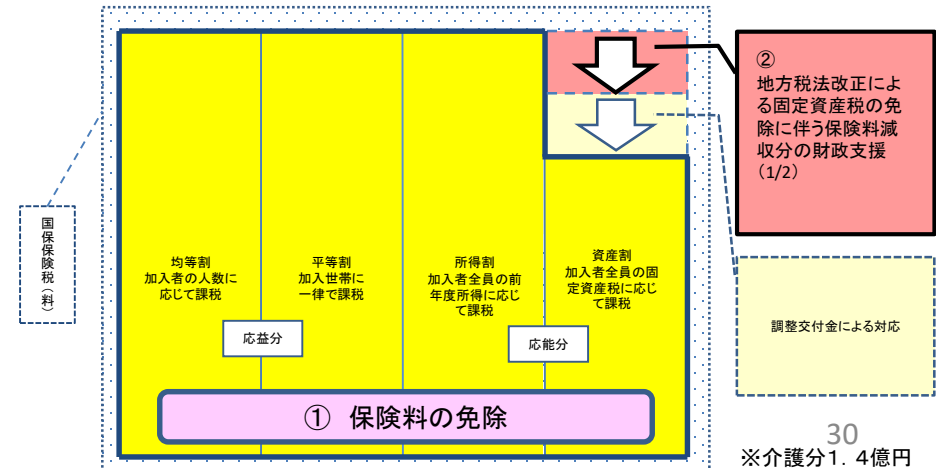 国保保険税（料）
均等割
加入者の人数に
応じて課税
平等割
加入世帯に
一律で課税
所得割
加入者全員の前
年度所得に応じ
て課税
資産割
加入者全員の固
定資産税に応じ
て課税
応益分
応能分
① 保険料の免除
②
地方税法改正によ
る固定資産税の免
除に伴う保険料減
収分の財政支援
（1/2）
調整交付金による対応
30
※介護分１．４億円